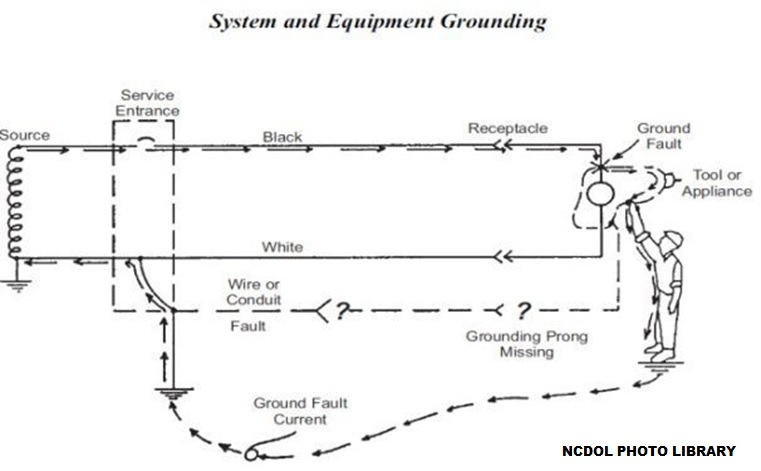 System and Equipment Grounding
Service
Entrance
Source
Black
Receptacle
Ground
Fault
Tool or
Appliance
White
Wire or
Conduit
Fault
?
?
Grounding Prong
Missing
Ground Fault
Current
NCDOL PHOTO LIBRARY